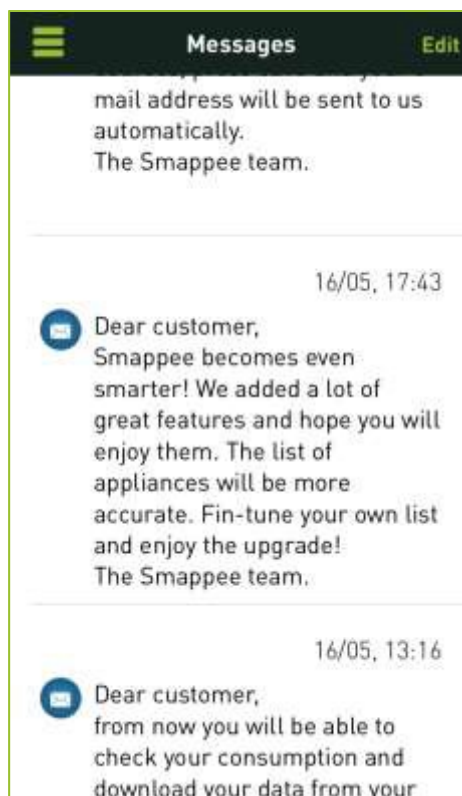 Messages
Edit
mail address will be sent to us
automatically.
The Smappee team.
16/05, 17:43
Dear customer,
Smappee becomes even
smarter! We added a lot of
great features and hope you will
enjoy them. The list of
appliances will be more
accurate. Fin-tune your own list
and enjoy the upgrade!
The Smappee team.
16/05, 13:16
Dear customer,
from now you will be able to
check your consumption and
download your data from your